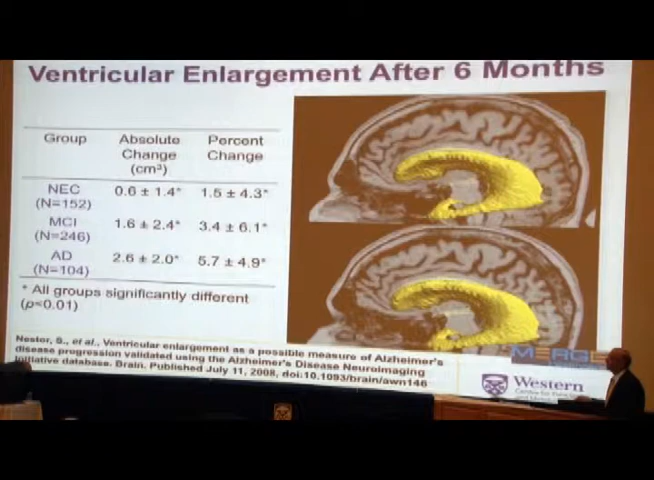 Ventricular Enlargement After 6 Months
Group Absolute Change (cm³) Percent Change
NEC (N=152) 0.6 ± 1.4* 1.5 ± 4.3*
MCI (N=246) 1.6 ± 2.4* 3.4 ± 6.1*
AD (N=104) 2.6 ± 2.0* 5.7 ± 4.9*
* All groups significantly different
(p<0.01)
Nestor, S., et al., Ventricular enlargement as a possible measure of Alzheimer's
disease progression validated using the Alzheimer's Disease Neuroimaging
Initiative database. Brain. Published July 11, 2008, doi:10.1093/brain/awn146
MERGE
Western